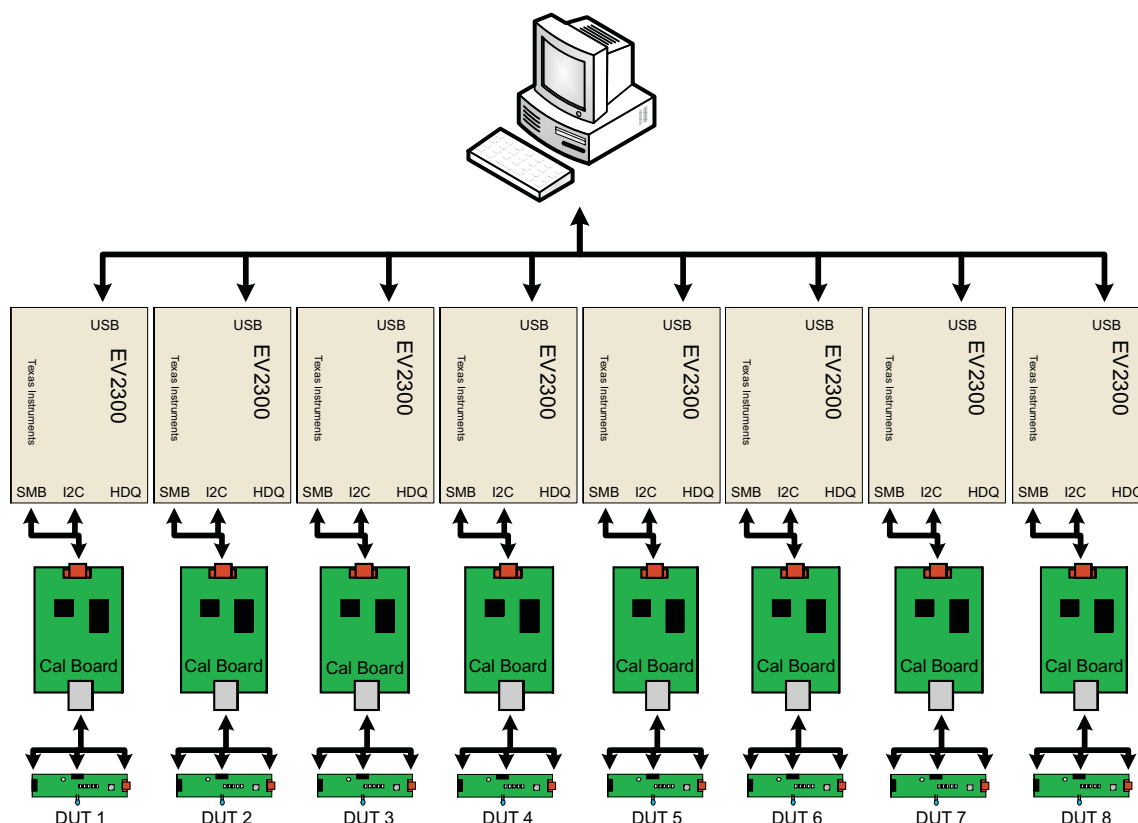 USB USB USB USB USB USB USB USB
EV2300 EV2300 EV2300 EV2300 EV2300 EV2300 EV2300 EV2300
Texas Instruments Texas Instruments Texas Instruments Texas Instruments Texas Instruments Texas Instruments Texas Instruments Texas Instruments
SMB I2C HDQ SMB I2C HDQ SMB I2C HDQ SMB I2C HDQ SMB I2C HDQ SMB I2C HDQ SMB I2C HDQ SMB I2C HDQ
Cal Board Cal Board Cal Board Cal Board Cal Board Cal Board Cal Board Cal Board
DUT 1 DUT 2 DUT 3 DUT 4 DUT 5 DUT 6 DUT 7 DUT 8